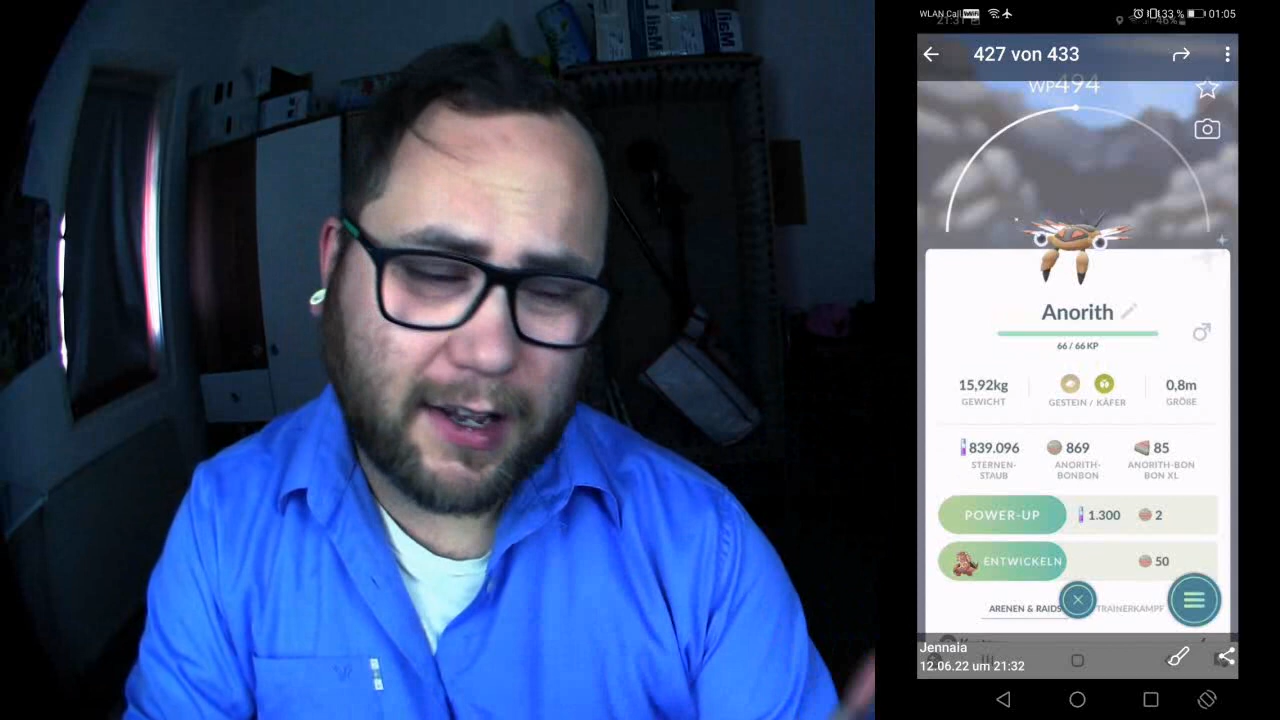 WLAN Call WiFi 33 % 01:05
427 von 433
WP494
Anorith
66 / 66 KP
15,92kg
GEWICHT
GESTEIN / KÄFER
0,8m
GRÖẞE
839.096
STERNEN-
STAUB
869
ANORITH-
BONBON
85
ANORITH-BON
BON XL
POWER-UP 1.300 2
ENTWICKELN 50
ARENEN & RAIDS TRAINERKAMPF
Jennaia
12.06.22 um 21:32